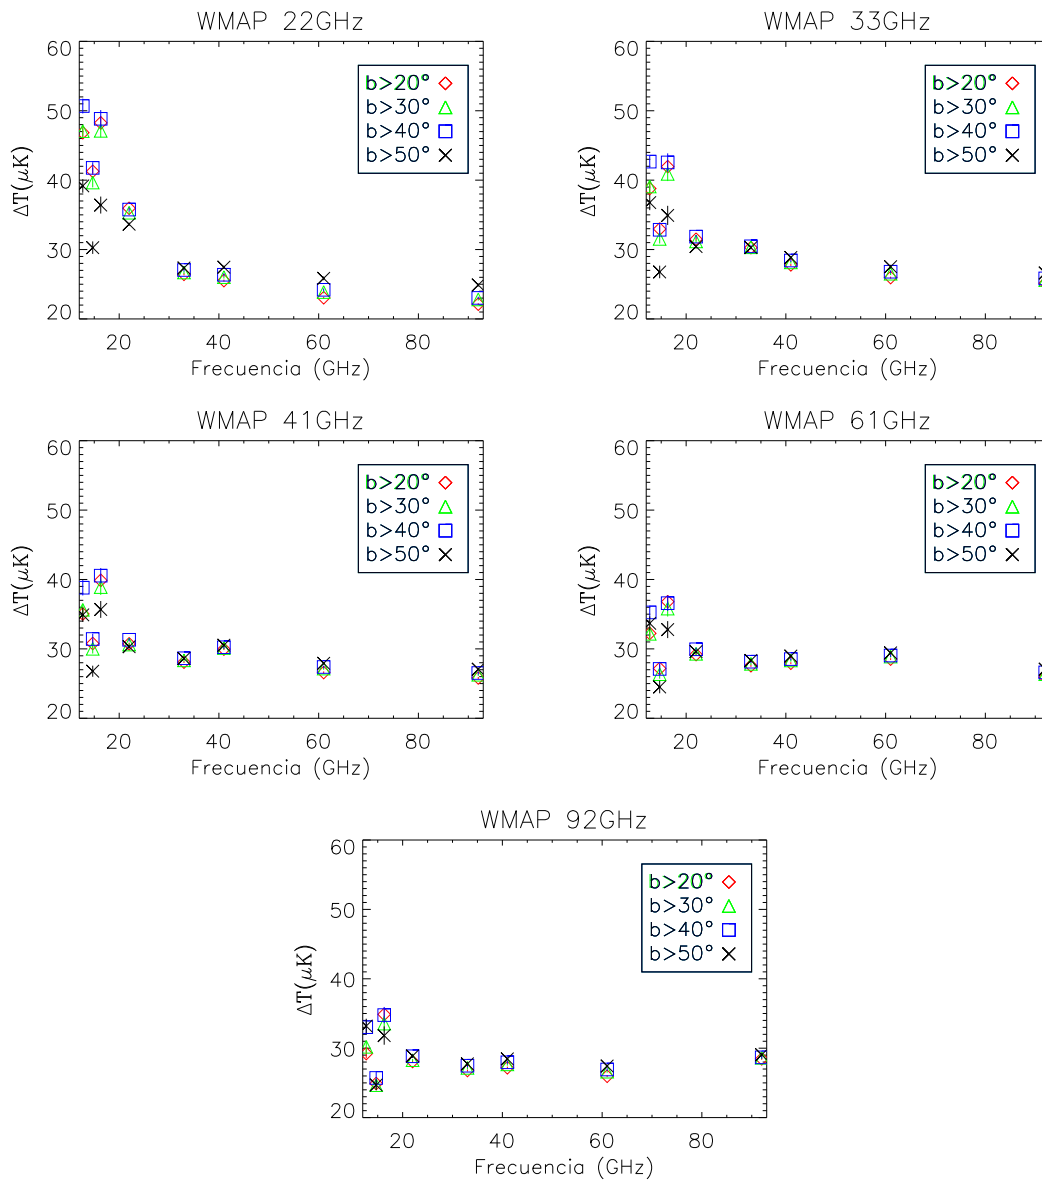 WMAP 22GHz
60
50
40
30
20
ΔT(μK)
b>20°
b>30°
b>40°
b>50°
20 40 60 80
Frecuencia (GHz)
WMAP 33GHz
60
50
40
30
20
ΔT(μK)
b>20°
b>30°
b>40°
b>50°
20 40 60 80
Frecuencia (GHz)
WMAP 41GHz
60
50
40
30
20
ΔT(μK)
b>20°
b>30°
b>40°
b>50°
20 40 60 80
Frecuencia (GHz)
WMAP 61GHz
60
50
40
30
20
ΔT(μK)
b>20°
b>30°
b>40°
b>50°
20 40 60 80
Frecuencia (GHz)
WMAP 92GHz
60
50
40
30
20
ΔT(μK)
b>20°
b>30°
b>40°
b>50°
20 40 60 80
Frecuencia (GHz)